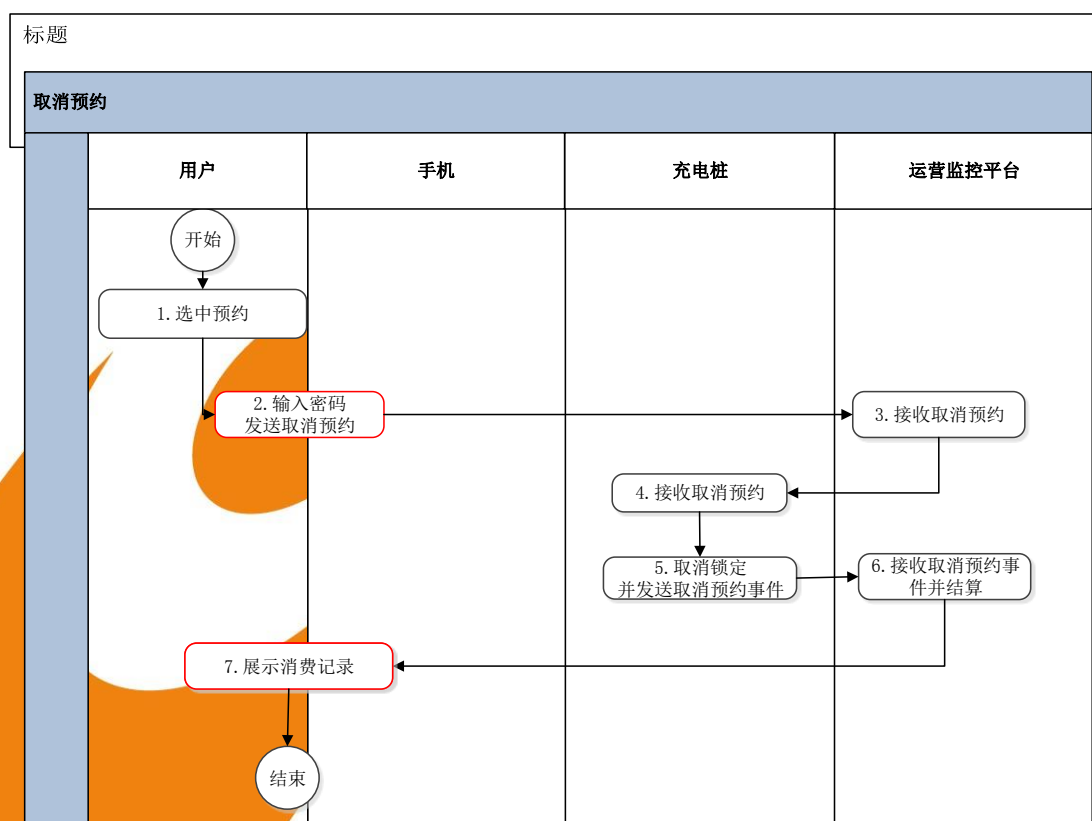 标题
取消预约
用户
手机
充电桩
运营监控平台
开始
1.选中预约
2.输入密码
发送取消预约
3.接收取消预约
4.接收取消预约
5.取消锁定
并发送取消预约事件
6.接收取消预约事
件并结算
7.展示消费记录
结束